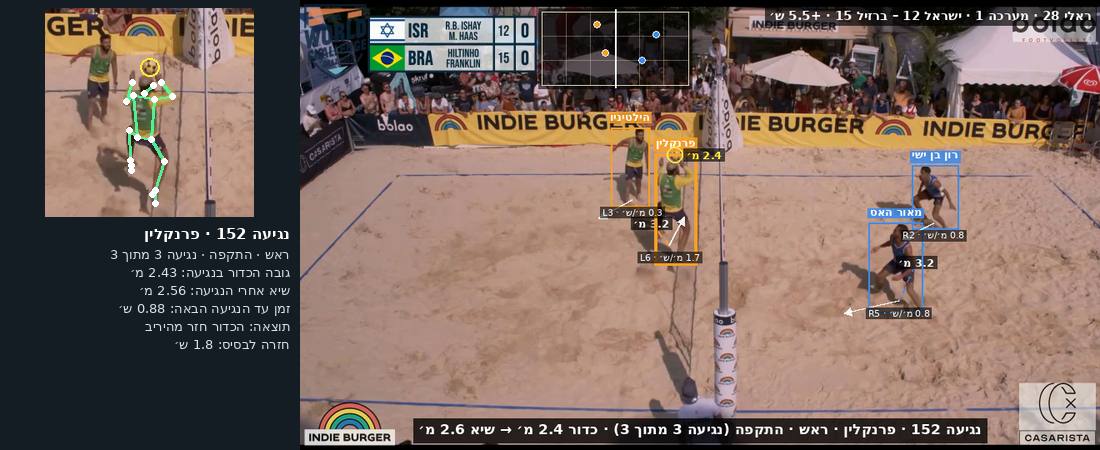 נגיעה 152 · פרנקלין
ראש · התקפה · נגיעה 3 מתוך 3
גובה הכדור בנגיעה: 2.43 מ׳
שיא אחרי הנגיעה: 2.56 מ׳
זמן עד הנגיעה הבאה: 0.88 ש׳
תוצאה: הכדור חזר מהיריב
חזרה לבסיס: 1.8 ש׳
ראלי 28 · מערכה 1 · ישראל 12 – ברזיל 15 · +5.5 ש׳
ISR R.B. ISHAY M. HAAS 12 0
BRA HILTINHO FRANKLIN 15 0
INDIE BURGER
INDIE BURGER
INDIE BURGER
bolao
CASARISTA
הילטיניו
פרנקלין
2.4 מ׳
רון בן ישי
מאור האס
L3 · 0.3 מ׳/ש׳
3.2 מ׳
L6 · 1.7 מ׳/ש׳
R2 · 0.8 מ׳/ש׳
3.2 מ׳
R5 · 0.8 מ׳/ש׳
נגיעה 152 · פרנקלין · ראש · התקפה (נגיעה 3 מתוך 3) · כדור 2.4 מ׳ → שיא 2.6 מ׳
INDIE BURGER
CASARISTA